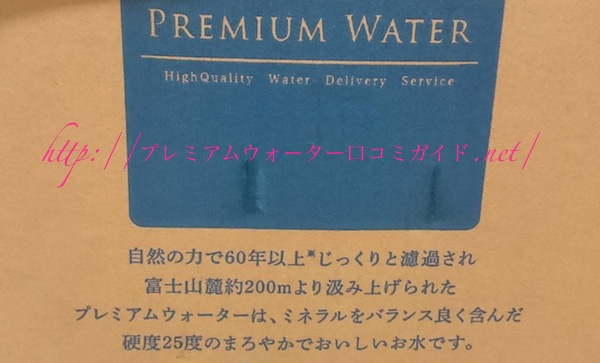 PREMIUM WATER
HighQuality Water Delivery Service
http://プレミアムウォーター口コミガイド.net/
自然の力で60年以上※じっくりと濾過され
富士山麓約200mより汲み上げられた
プレミアムウォーターは、ミネラルをバランス良く含んだ
硬度25度のまろやかでおいしいお水です。